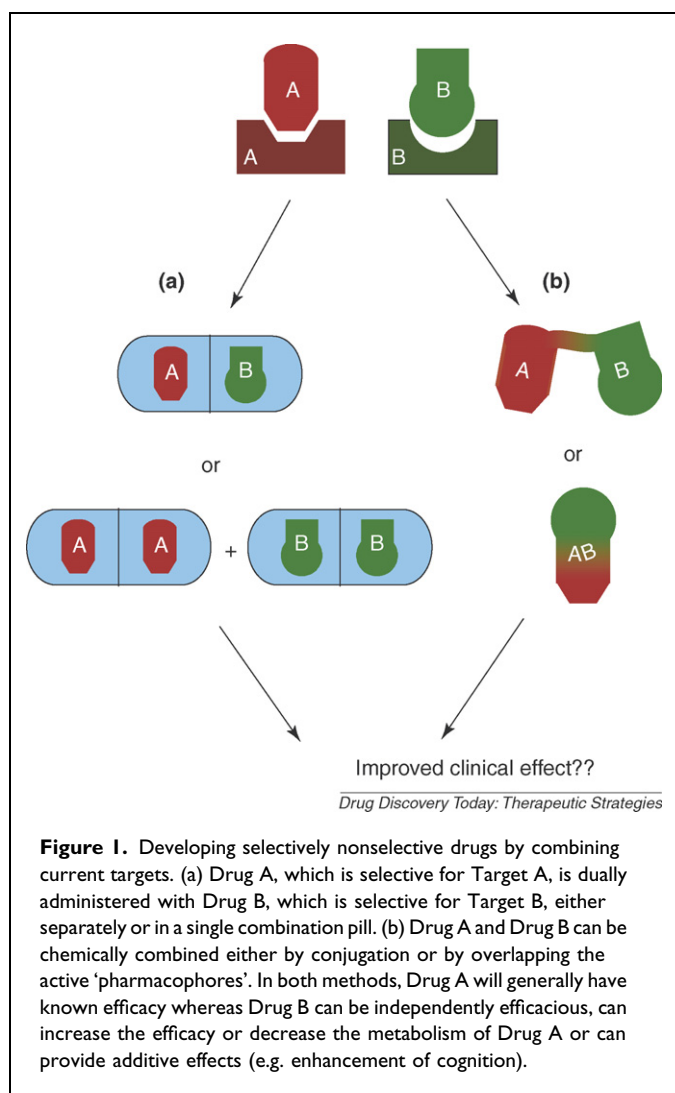 A
B
A
B
(a)
(b)
A B
A
B
or
or
A A + B B
AB
Improved clinical effect??
Drug Discovery Today: Therapeutic Strategies
Figure 1. Developing selectively nonselective drugs by combining
current targets. (a) Drug A, which is selective for Target A, is dually
administered with Drug B, which is selective for Target B, either
separately or in a single combination pill. (b) Drug A and Drug B can be
chemically combined either by conjugation or by overlapping the
active ‘pharmacophores’. In both methods, Drug A will generally have
known efficacy whereas Drug B can be independently efficacious, can
increase the efficacy or decrease the metabolism of Drug A or can
provide additive effects (e.g. enhancement of cognition).